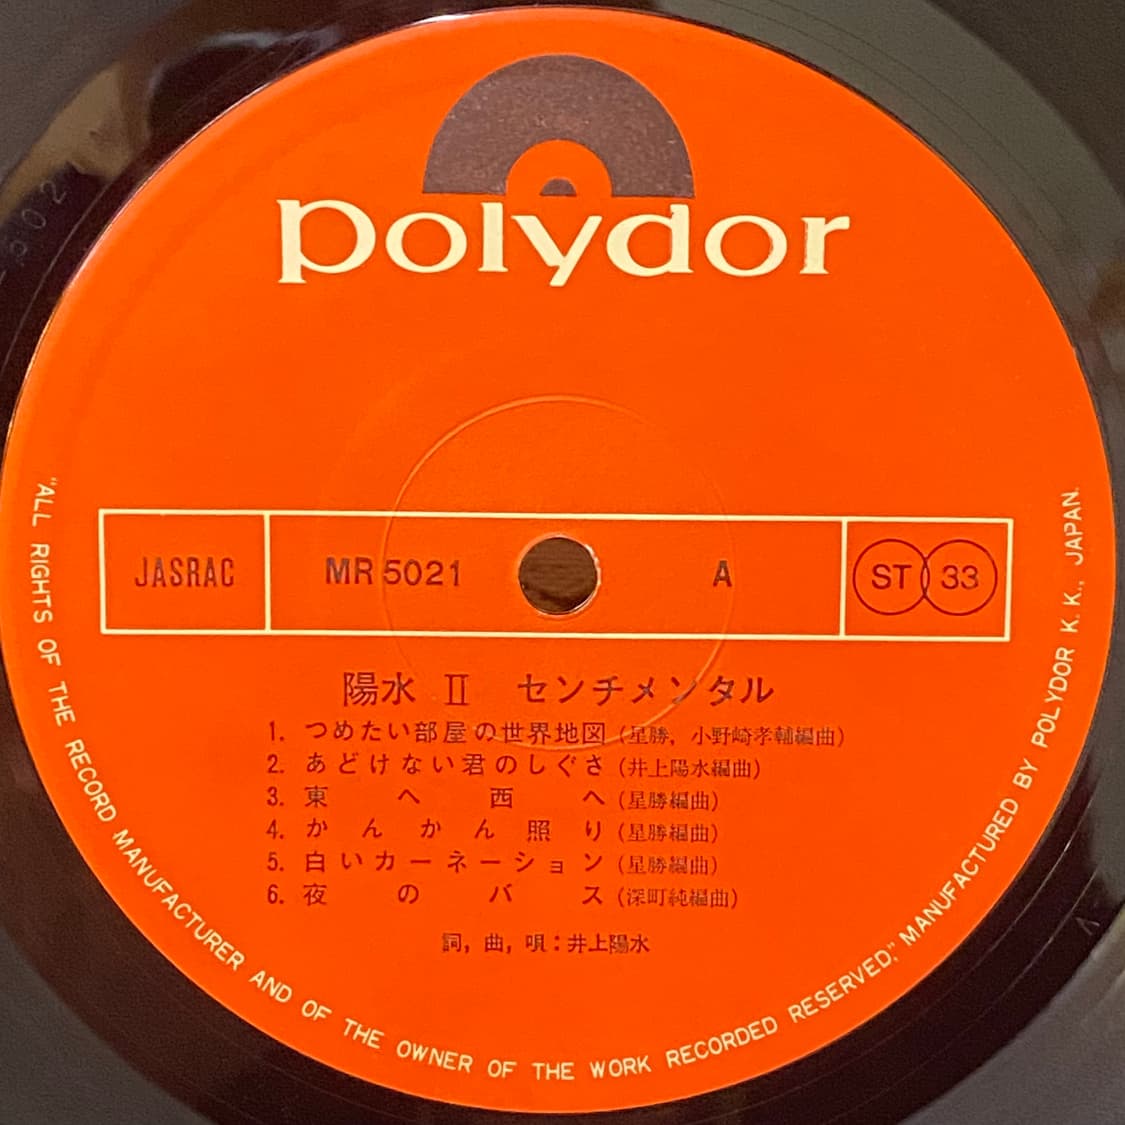 polydor
JASRAC
MR 5021
A
ST 33
陽水 II センチメンタル
1. つめたい部屋の世界地図 (星勝, 小野崎孝輔編曲)
2. あどけない君のしぐさ (井上陽水編曲)
3. 東へ西へ (星勝編曲)
4. かんかん照り (星勝編曲)
5. 白いカーネーション (星勝編曲)
6. 夜のバス (深町純編曲)
詞, 曲, 唄 : 井上陽水
"ALL RIGHTS OF THE RECORD MANUFACTURER AND OF THE OWNER OF THE WORK RECORDED RESERVED," MANUFACTURED BY POLYDOR K. K., JAPAN.